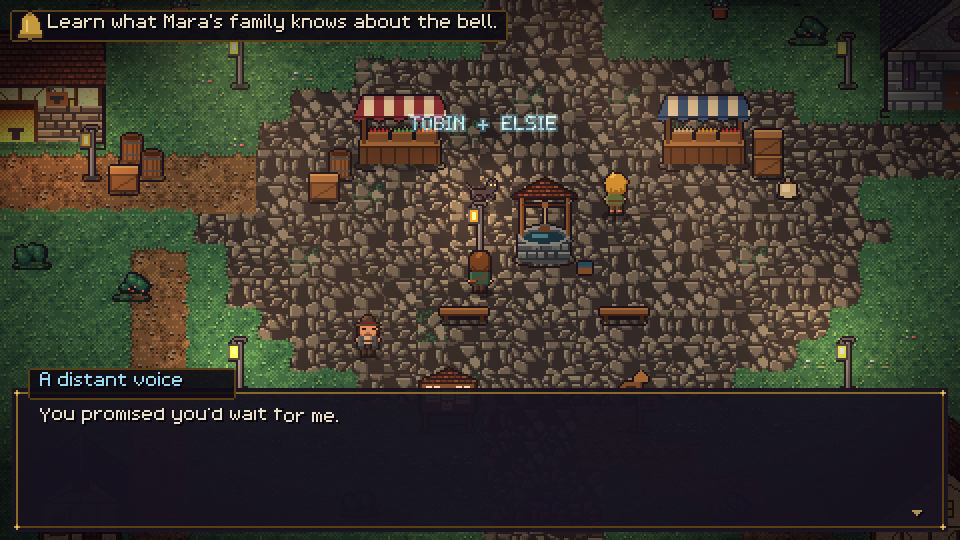 Learn what Mara's family knows about the bell.
TOBIN + ELSIE
A distant voice
You promised you'd wait for me.